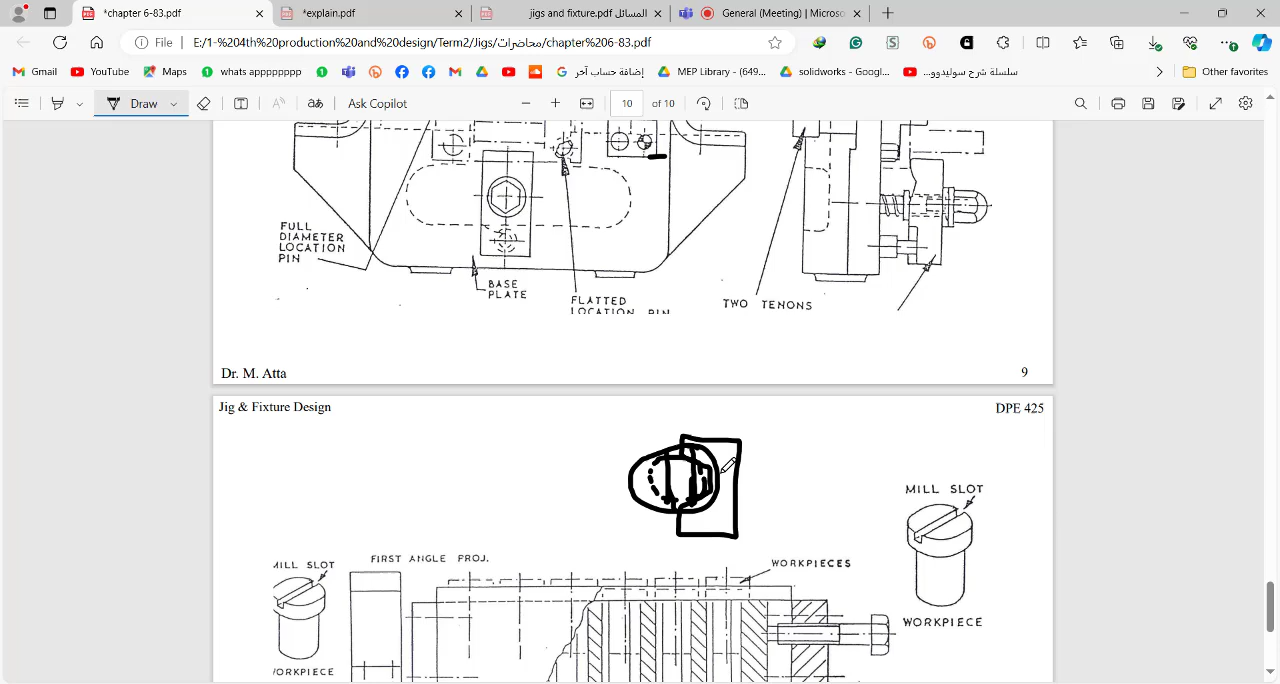 *chapter 6-83.pdf
*explain.pdf
jigs and fixture.pdf المسائل
General (Meeting) | Microso
File
E:/1-%204th%20production%20and%20design/Term2/Jigs/محاضرات/chapter%206-83.pdf
Gmail
YouTube
Maps
whats appppppppp
إضافة حساب آخر
MEP Library - (649...
solidworks - Googl...
سلسلة شرح سوليدوو...
Other favorites
Draw
Ask Copilot
10
of 10
FULL
DIAMETER
LOCATION
PIN
BASE
PLATE
FLATTED
LOCATION PIN
TWO TENONS
Dr. M. Atta
9
Jig & Fixture Design
DPE 425
MILL SLOT
WORKPIECE
MILL SLOT
FIRST ANGLE PROJ.
WORKPIECES
WORKPIECE